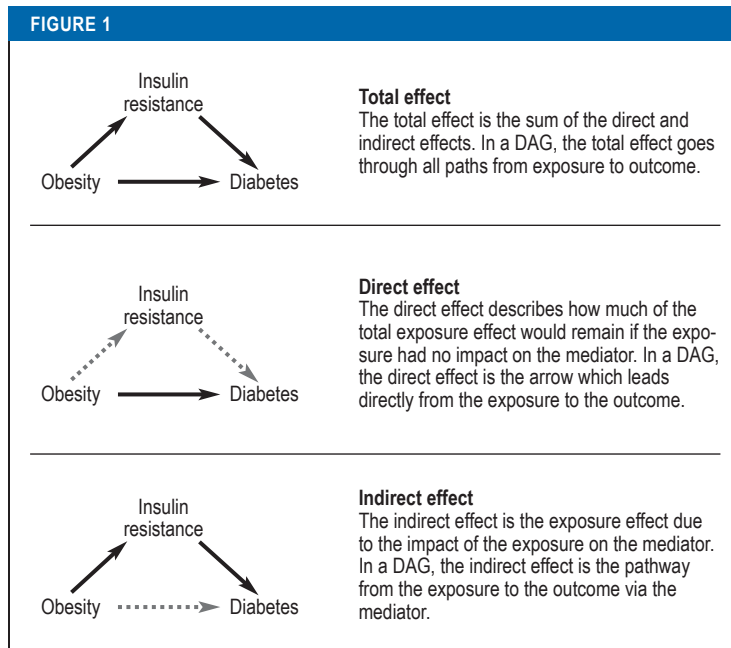 FIGURE 1
Insulin
resistance
Obesity
Diabetes
Total effect
The total effect is the sum of the direct and
indirect effects. In a DAG, the total effect goes
through all paths from exposure to outcome.
Insulin
resistance
Obesity
Diabetes
Direct effect
The direct effect describes how much of the
total exposure effect would remain if the expo-
sure had no impact on the mediator. In a DAG,
the direct effect is the arrow which leads
directly from the exposure to the outcome.
Insulin
resistance
Obesity
Diabetes
Indirect effect
The indirect effect is the exposure effect due
to the impact of the exposure on the mediator.
In a DAG, the indirect effect is the pathway
from the exposure to the outcome via the
mediator.